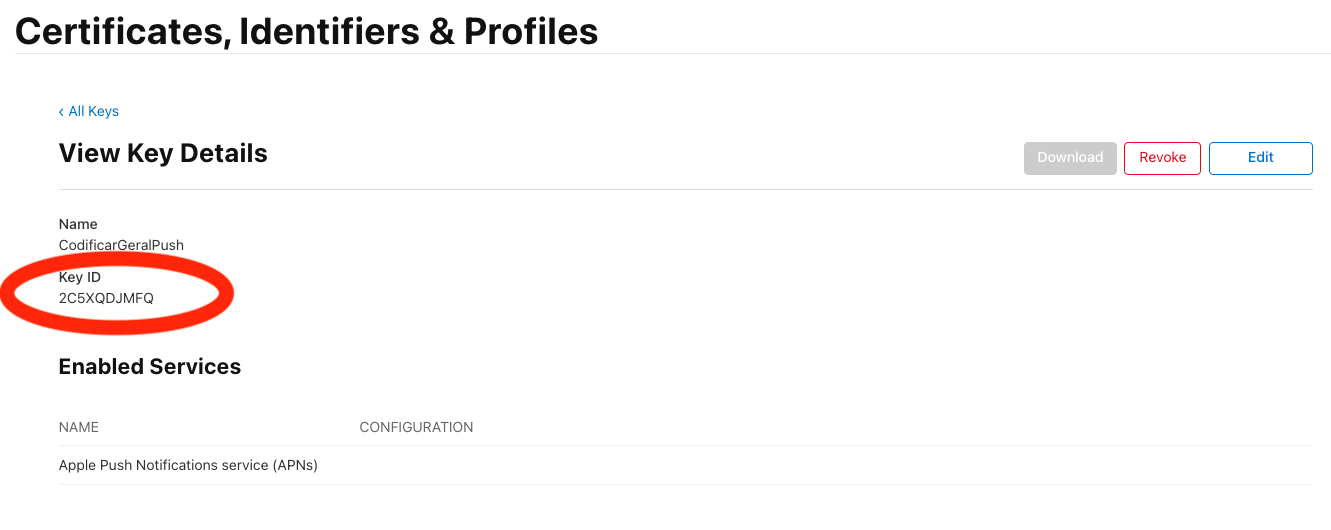 Certificates, Identifiers & Profiles
‹ All Keys
View Key Details
Download Revoke Edit
Name
CodificarGeralPush
Key ID
2C5XQDJMFQ
Enabled Services
NAME CONFIGURATION
Apple Push Notifications service (APNs)